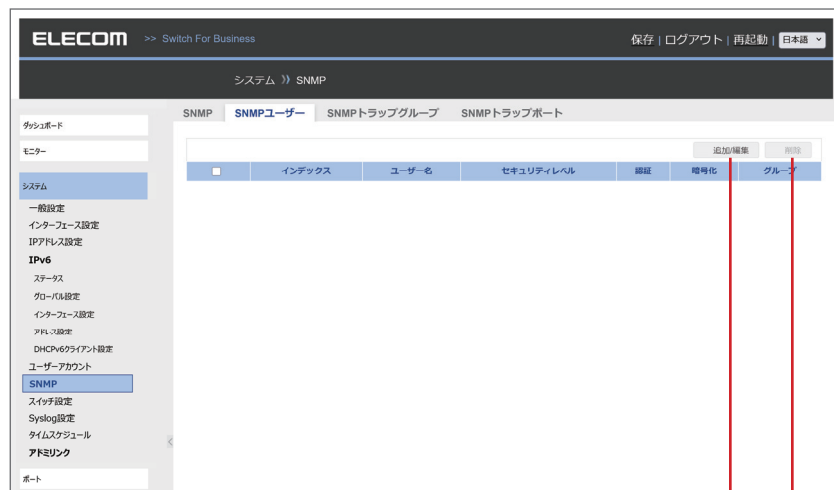 ELECOM >> Switch For Business
保存 | ログアウト | 再起動 | 日本語
システム 》 SNMP
SNMP SNMPユーザー SNMPトラップグループ SNMPトラップポート
ダッシュボード
モニター
システム
一般設定
インターフェース設定
IPアドレス設定
IPv6
ステータス
グローバル設定
インターフェース設定
アドレス設定
DHCPv6クライアント設定
ユーザーアカウント
SNMP
スイッチ設定
Syslog設定
タイムスケジュール
アドミリンク
ポート
追加/編集 削除
インデックス ユーザー名 セキュリティレベル 認証 暗号化 グループ